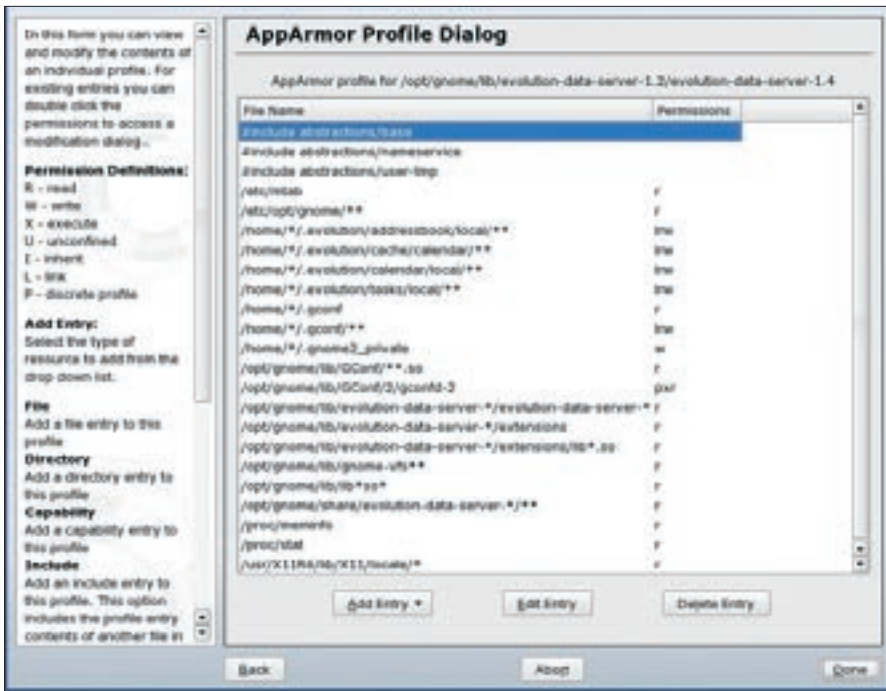 In this form you can view
and modify the contents of
an individual profile. For
existing entries you can
double click the
permissions to access a
modification dialog.
Permission Definitions:
R - read
W - write
X - execute
U - unconfined
I - inherit
L - link
P - discrete profile
Add Entry:
Select the type of
resource to add from the
drop down list.
File
Add a file entry to this
profile
Directory
Add a directory entry to
this profile
Capability
Add a capability entry to
this profile
Include
Add an include entry to
this profile. This option
includes the profile entry
contents of another file in
AppArmor Profile Dialog
AppArmor profile for /opt/gnome/lib/evolution-data-server-1.2/evolution-data-server-1.4
File Name Permissions
#include abstractions/base
#include abstractions/nameservice
#include abstractions/user-tmp
/etc/mtab r
/etc/opt/gnome/** r
/home/*/.evolution/addressbook/local/** lrw
/home/*/.evolution/cache/calendar/** lrw
/home/*/.evolution/calendar/local/** lrw
/home/*/.evolution/tasks/local/** lrw
/home/*/.gconf r
/home/*/.gconf/** lrw
/home/*/.gnome2_private w
/opt/gnome/lib/GConf/**.so r
/opt/gnome/lib/GConf/2/gconfd-2 pxr
/opt/gnome/lib/evolution-data-server-*/evolution-data-server-* r
/opt/gnome/lib/evolution-data-server-*/extensions r
/opt/gnome/lib/evolution-data-server-*/extensions/lib*.so r
/opt/gnome/lib/gnome-vfs** r
/opt/gnome/lib/lib*so* r
/opt/gnome/share/evolution-data-server-*/** r
/proc/meminfo r
/proc/stat r
/usr/X11R6/lib/X11/locale/* r
Add Entry Edit Entry Delete Entry
Back Abort Done